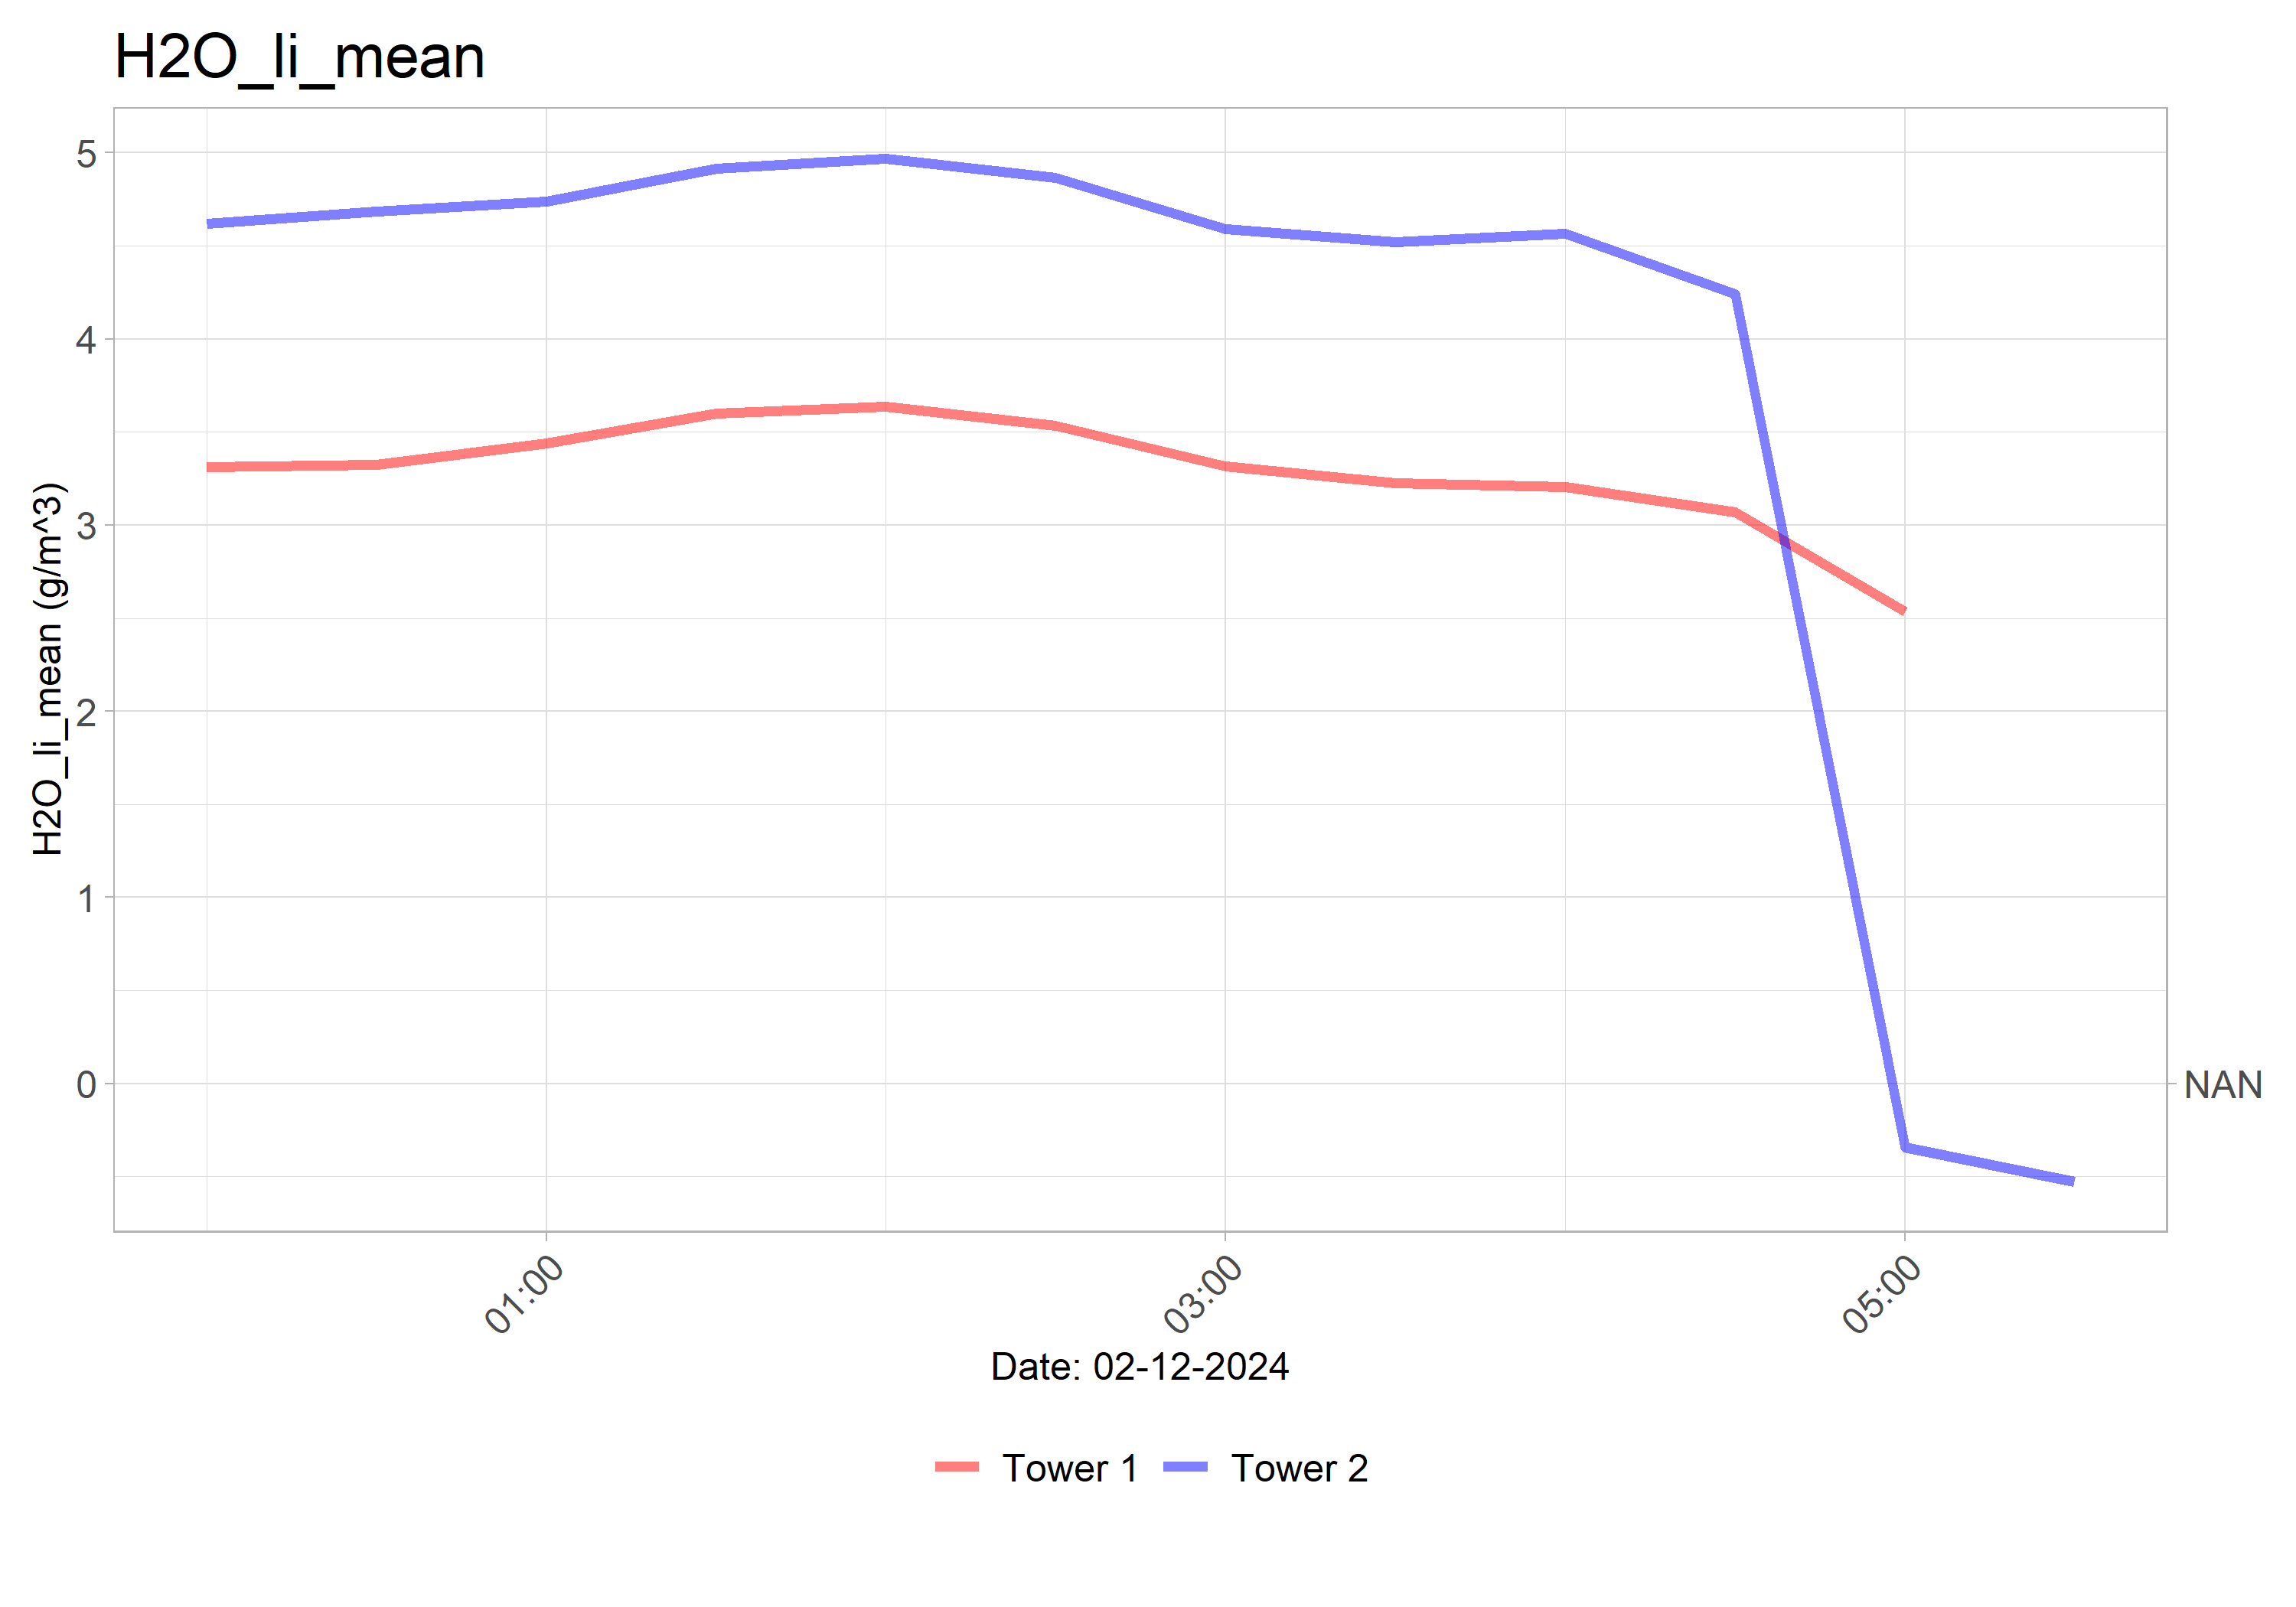 H2O_li_mean
H2O_li_mean (g/m^3)
5
4
3
2
1
0
NAN
01:00
03:00
05:00
Date: 02-12-2024
Tower 1
Tower 2